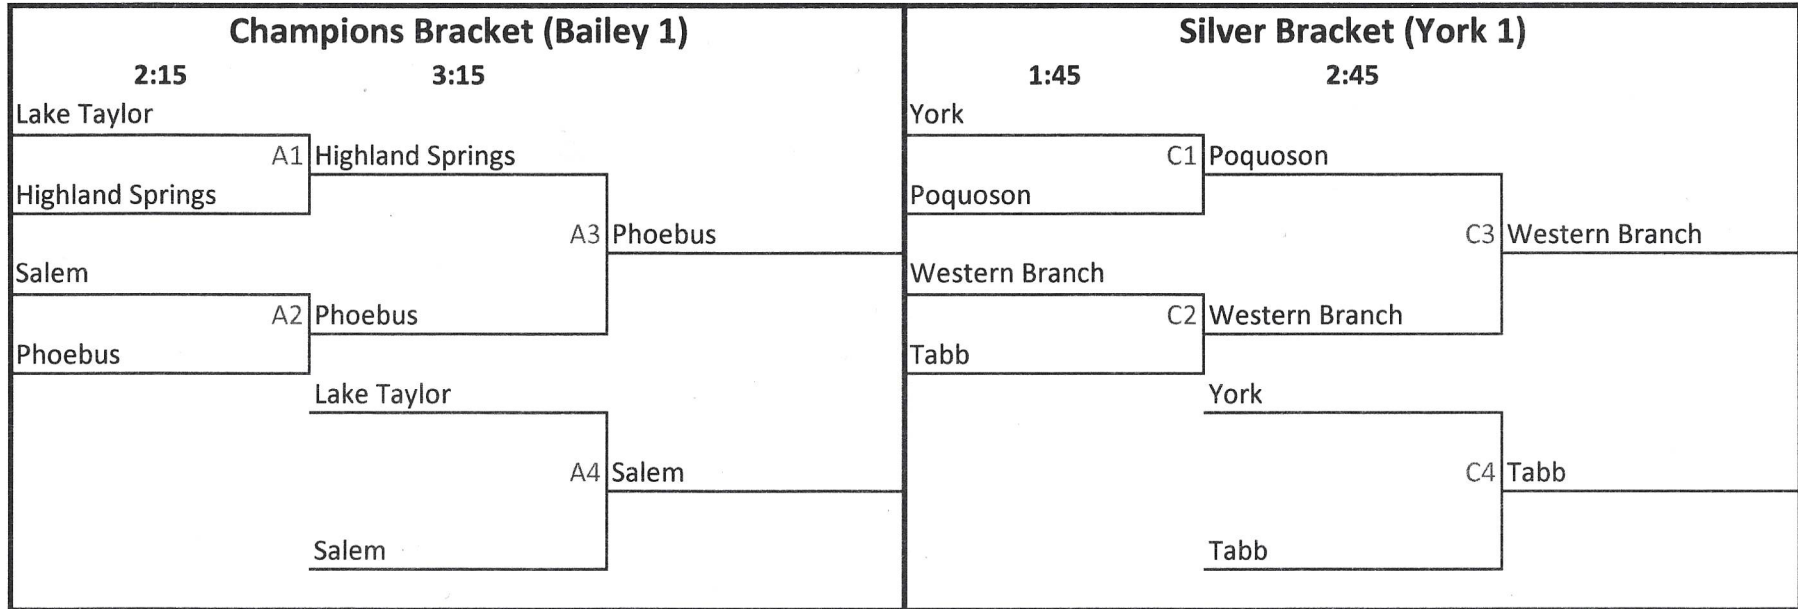 Champions Bracket (Bailey 1)
2:15 3:15
Lake Taylor
A1 Highland Springs
Highland Springs
A3 Phoebus
Salem
A2 Phoebus
Phoebus
Lake Taylor
A4 Salem
Salem
Silver Bracket (York 1)
1:45 2:45
York
C1 Poquoson
Poquoson
C3 Western Branch
Western Branch
C2 Western Branch
Tabb
York
C4 Tabb
Tabb